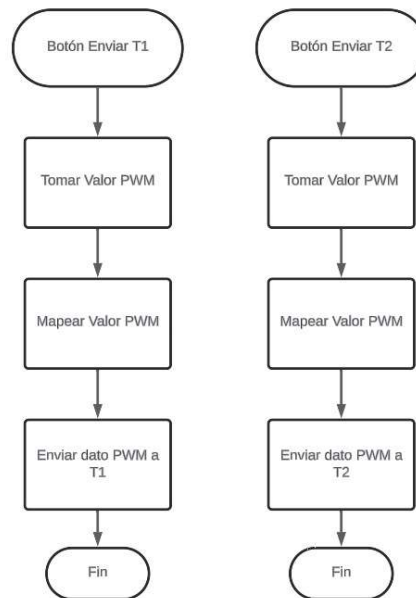 Botón Enviar T1
Tomar Valor PWM
Mapear Valor PWM
Enviar dato PWM a
T1
Fin
Botón Enviar T2
Tomar Valor PWM
Mapear Valor PWM
Enviar dato PWM a
T2
Fin